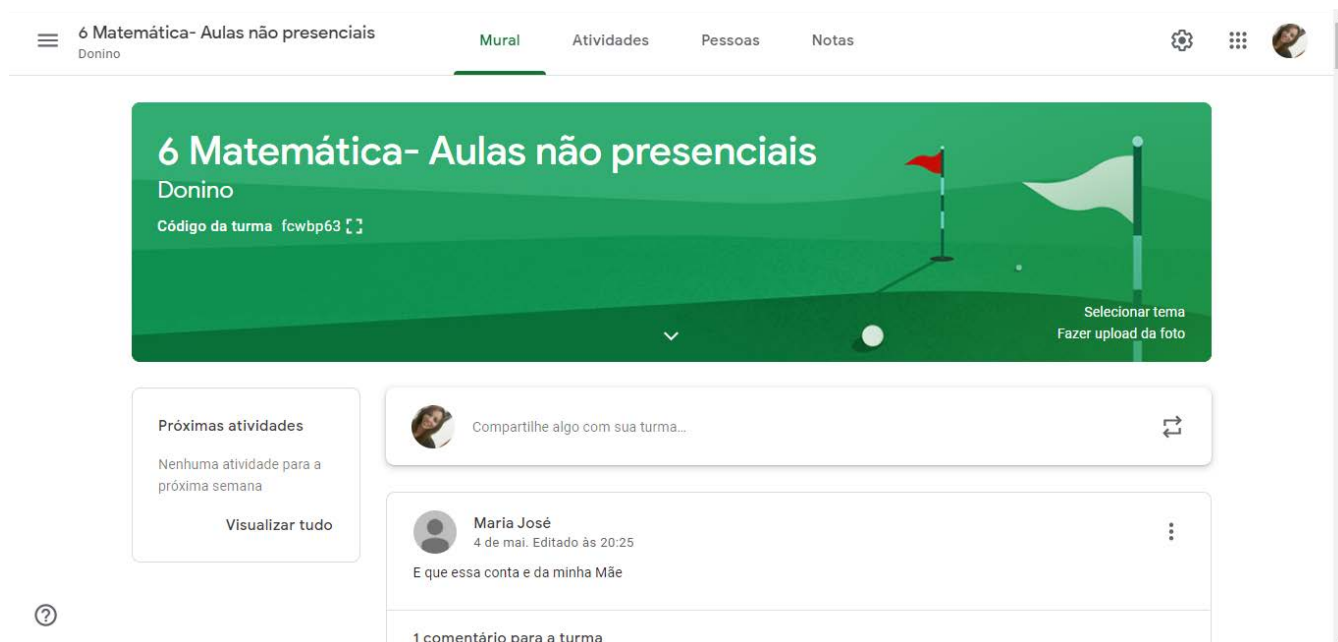 6 Matemática- Aulas não presenciais
Donino
Mural
Atividades
Pessoas
Notas
6 Matemática- Aulas não presenciais
Donino
Código da turma fcwbp63
Selecionar tema
Fazer upload da foto
Próximas atividades
Nenhuma atividade para a
próxima semana
Visualizar tudo
Compartilhe algo com sua turma...
Maria José
4 de mai. Editado às 20:25
E que essa conta e da minha Mãe
1 comentário para a turma